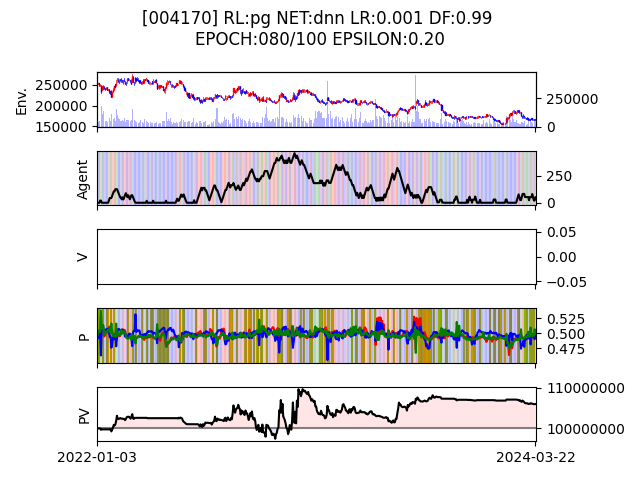 [004170] RL:pg NET:dnn LR:0.001 DF:0.99
EPOCH:080/100 EPSILON:0.20
Env.
250000
200000
150000
250000
0
Agent
250
0
V
0.05
0.00
−0.05
P
0.525
0.500
0.475
PV
110000000
100000000
2022-01-03
2024-03-22